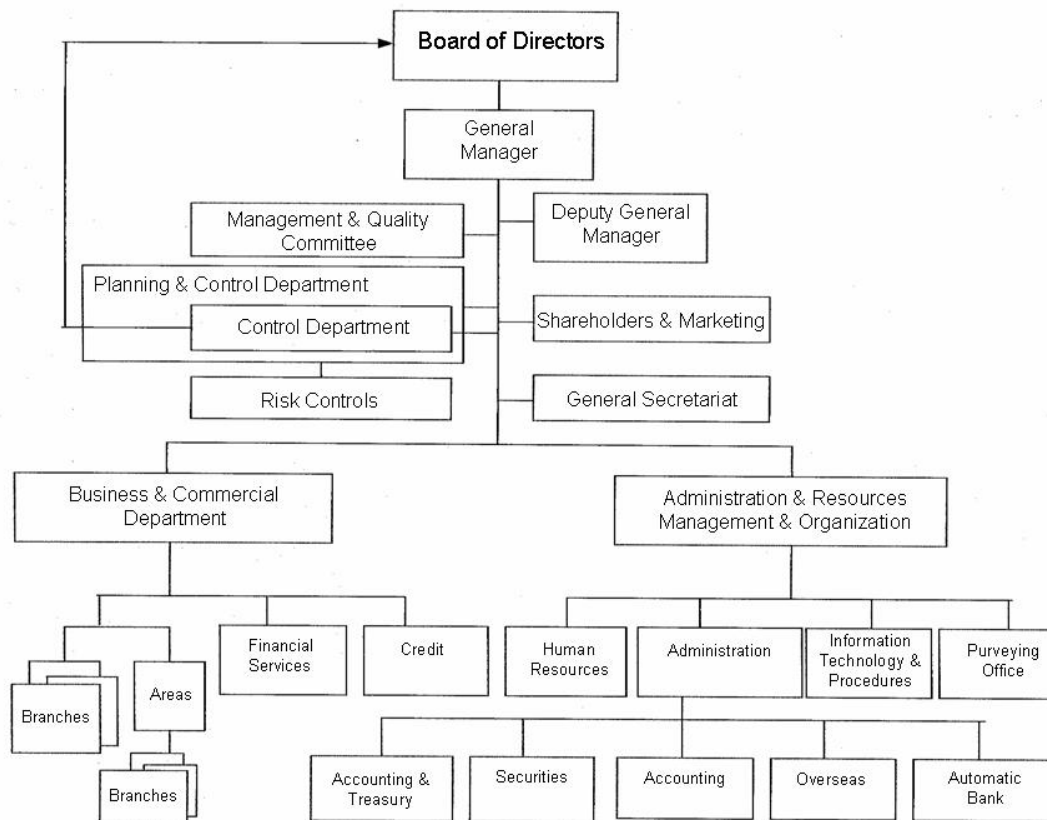 Board of Directors
General
Manager
Management & Quality
Committee
Deputy General
Manager
Planning & Control Department
Control Department
Shareholders & Marketing
Risk Controls
General Secretariat
Business & Commercial
Department
Administration & Resources
Management & Organization
Branches
Areas
Branches
Financial
Services
Credit
Human
Resources
Administration
Information
Technology &
Procedures
Purveying
Office
Accounting &
Treasury
Securities
Accounting
Overseas
Automatic
Bank